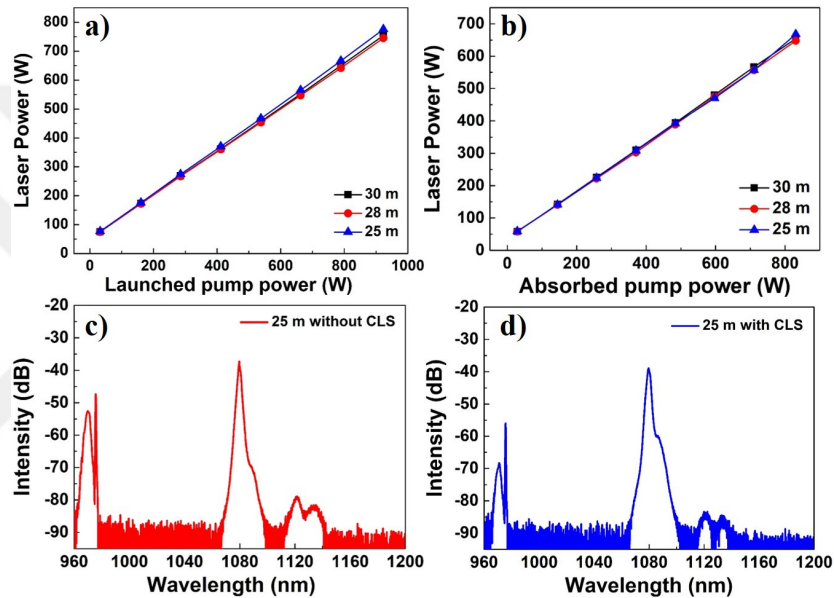 a)
800
700
600
500
400
300
200
100
0
Laser Power (W)
30 m
28 m
25 m
0 200 400 600 800 1000
Launched pump power (W)
b)
700
600
500
400
300
200
100
0
Laser Power (W)
30 m
28 m
25 m
0 200 400 600 800
Absorbed pump power (W)
c)
25 m without CLS
-20
-30
-40
-50
-60
-70
-80
-90
Intensity (dB)
960 1000 1040 1080 1120 1160 1200
Wavelength (nm)
d)
25 m with CLS
-20
-30
-40
-50
-60
-70
-80
-90
Intensity (dB)
960 1000 1040 1080 1120 1160 1200
Wavelength (nm)